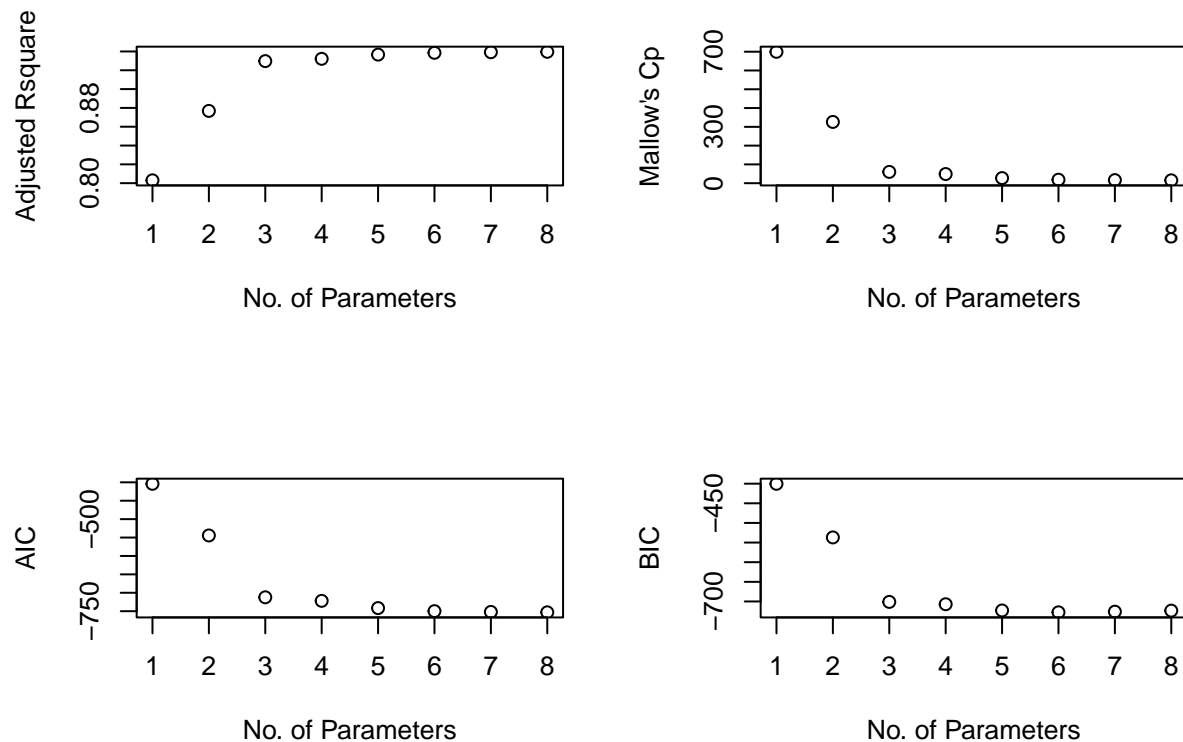 Adjusted Rsquare
0.80
0.88
1 2 3 4 5 6 7 8
No. of Parameters
Mallow's Cp
0
300
700
1 2 3 4 5 6 7 8
No. of Parameters
AIC
−750
−500
1 2 3 4 5 6 7 8
No. of Parameters
BIC
−700
−450
1 2 3 4 5 6 7 8
No. of Parameters